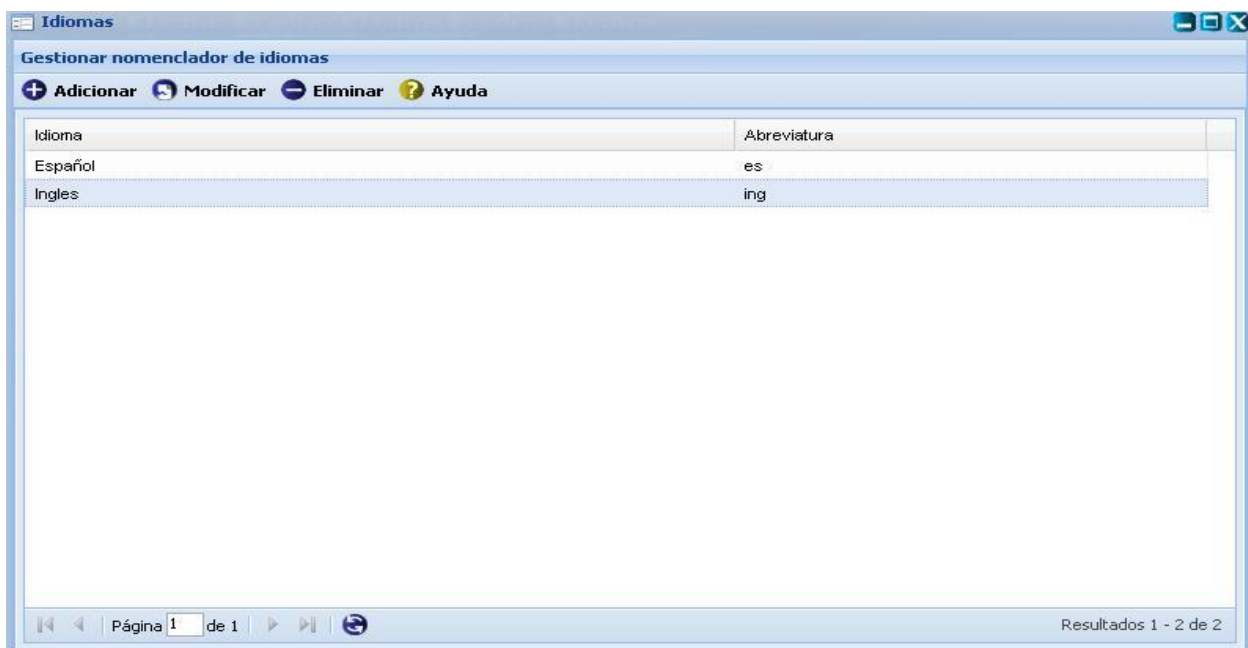 Idiomas
Gestionar nomenclador de idiomas
Adicionar Modificar Eliminar Ayuda
Idioma Abreviatura
Español es
Ingles ing
Página 1 de 1 Resultados 1 - 2 de 2